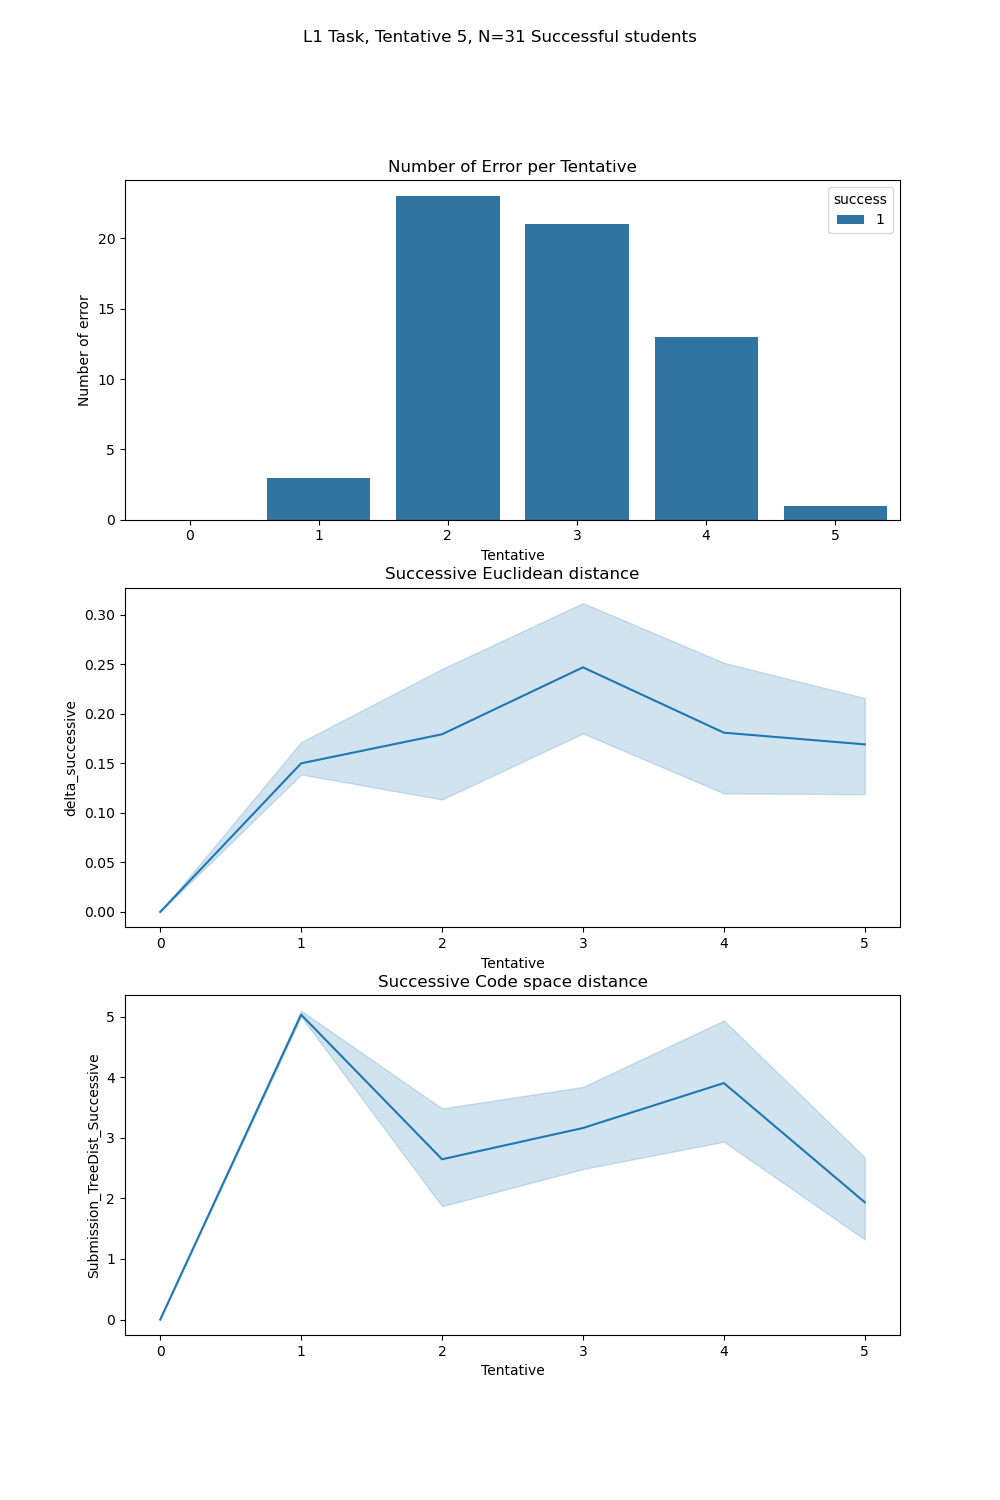 L1 Task, Tentative 5, N=31 Successful students
Number of Error per Tentative
success
1
Number of error
20
15
10
5
0
0 1 2 3 4 5
Tentative
Successive Euclidean distance
delta_successive
0.30
0.25
0.20
0.15
0.10
0.05
0.00
0 1 2 3 4 5
Tentative
Successive Code space distance
Submission_TreeDist_Successive
5
4
3
2
1
0
0 1 2 3 4 5
Tentative